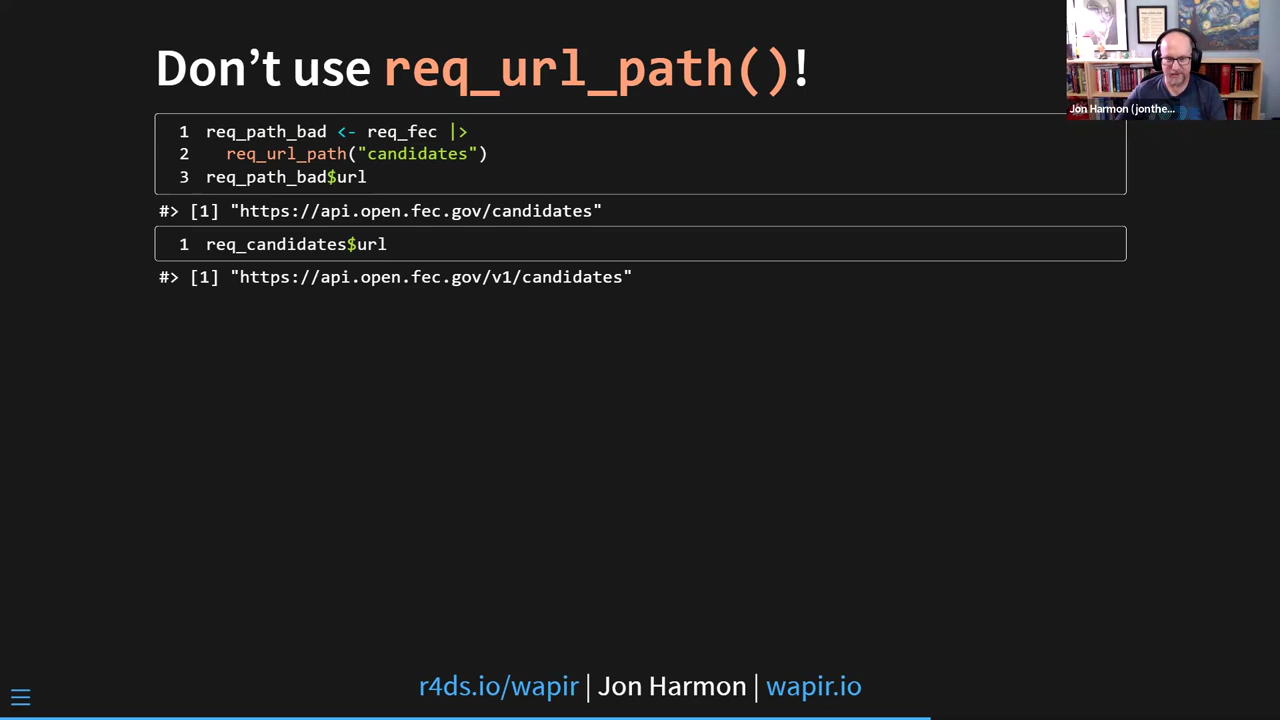 Don't use req_url_path()!
Jon Harmon (jonthe...
1 req_path_bad <- req_fec |>
2   req_url_path("candidates")
3 req_path_bad$url
#> [1] "https://api.open.fec.gov/candidates"
1 req_candidates$url
#> [1] "https://api.open.fec.gov/v1/candidates"
r4ds.io/wapir | Jon Harmon | wapir.io